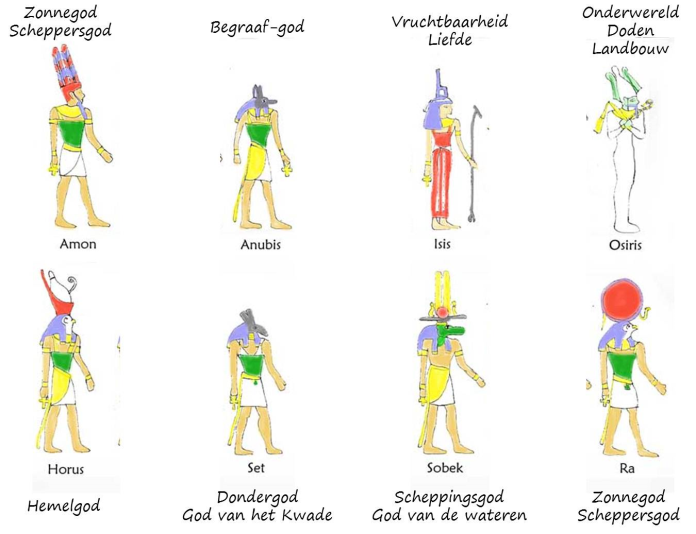 Zonnegod
Scheppersgod
Begraaf-god
Vruchtbaarheid
Liefde
Onderwereld
Doden
Landbouw
Amon
Anubis
Isis
Osiris
Horus
Set
Sobek
Ra
Hemelgod
Dondergod
God van het Kwade
Scheppingsgod
God van de wateren
Zonnegod
Scheppersgod